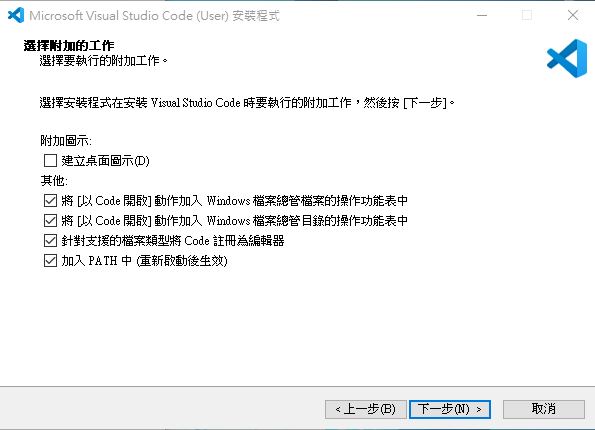 Microsoft Visual Studio Code (User) 安裝程式
選擇附加的工作
選擇要執行的附加工作。
選擇安裝程式在安裝 Visual Studio Code 時要執行的附加工作，然後按 [下一步]。
附加圖示:
建立桌面圖示(D)
其他:
將 [以 Code 開啟] 動作加入 Windows 檔案總管檔案的操作功能表中
將 [以 Code 開啟] 動作加入 Windows 檔案總管目錄的操作功能表中
針對支援的檔案類型將 Code 註冊為編輯器
加入 PATH 中 (重新啟動後生效)
< 上一步(B) 下一步(N) > 取消